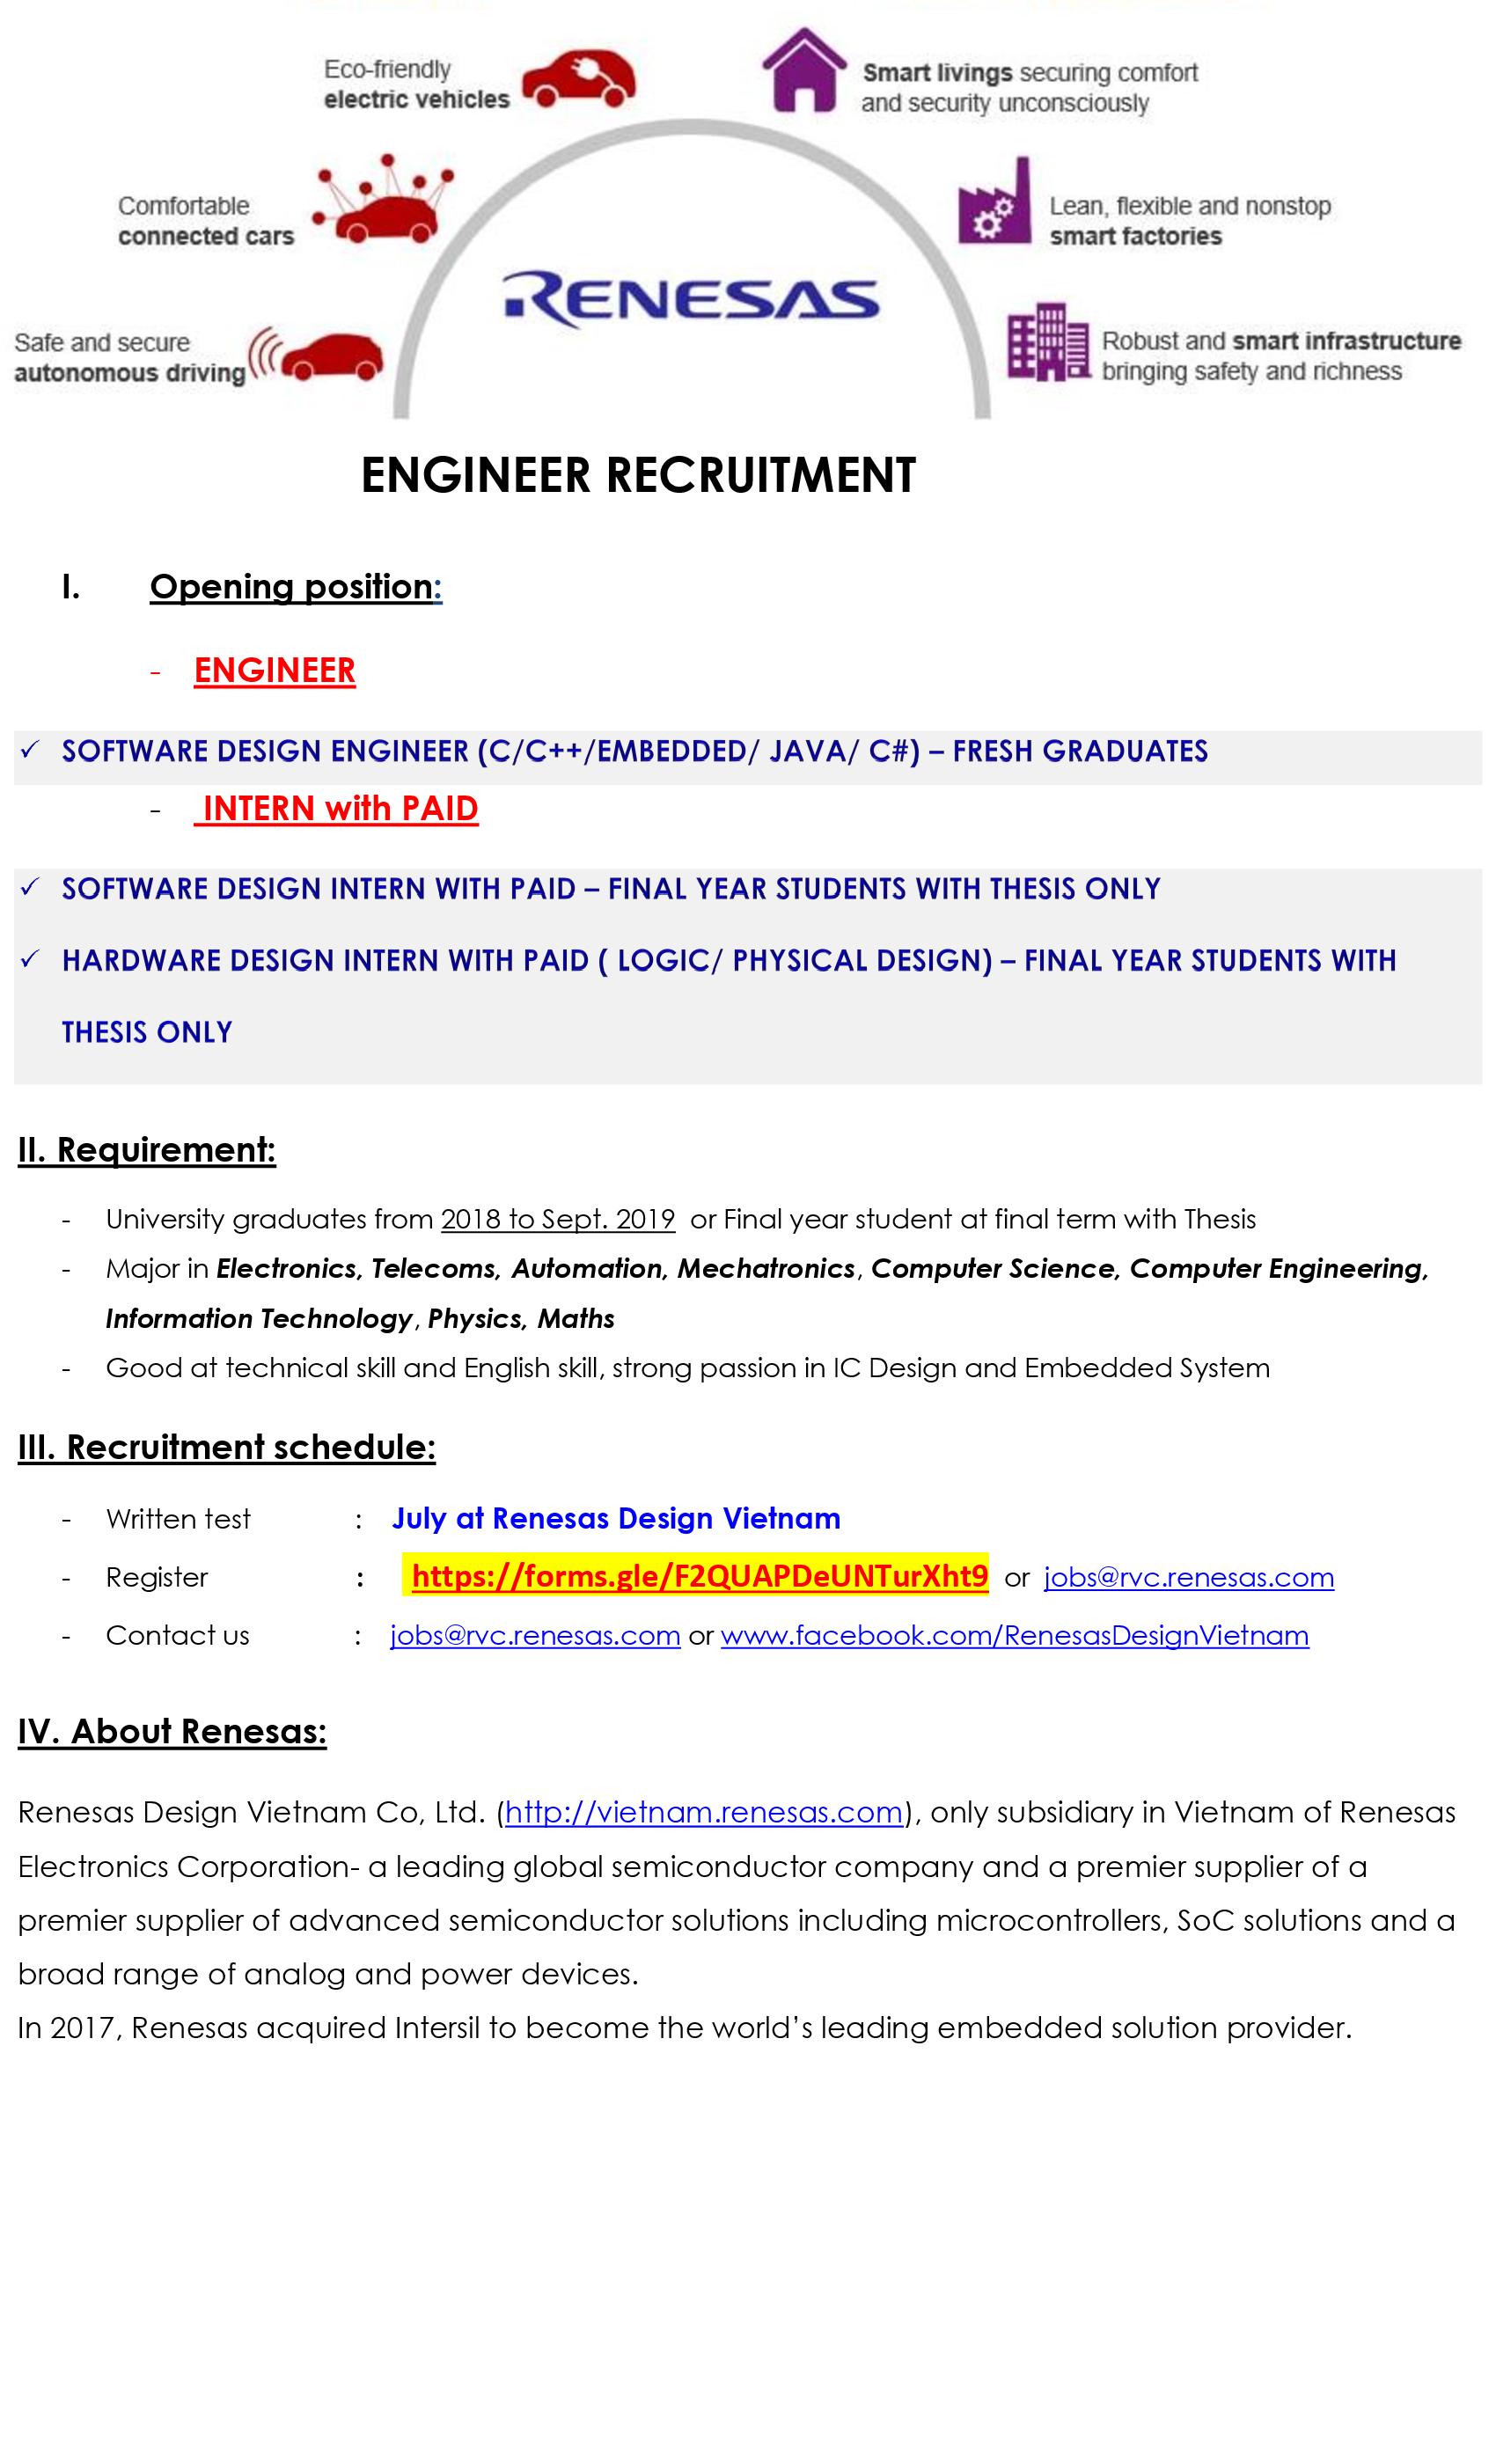 Eco-friendly
electric vehicles
Smart livings securing comfort
and security unconsciously
Comfortable
connected cars
Lean, flexible and nonstop
smart factories
RENESAS
Safe and secure
autonomous driving
Robust and smart infrastructure
bringing safety and richness
ENGINEER RECRUITMENT
I. Opening position:
- ENGINEER
✓ SOFTWARE DESIGN ENGINEER (C/C++/EMBEDDED/ JAVA/ C#) – FRESH GRADUATES
- INTERN with PAID
✓ SOFTWARE DESIGN INTERN WITH PAID – FINAL YEAR STUDENTS WITH THESIS ONLY
✓ HARDWARE DESIGN INTERN WITH PAID ( LOGIC/ PHYSICAL DESIGN) – FINAL YEAR STUDENTS WITH
THESIS ONLY
II. Requirement:
- University graduates from 2018 to Sept. 2019 or Final year student at final term with Thesis
- Major in Electronics, Telecoms, Automation, Mechatronics, Computer Science, Computer Engineering,
Information Technology, Physics, Maths
- Good at technical skill and English skill, strong passion in IC Design and Embedded System
III. Recruitment schedule:
- Written test : July at Renesas Design Vietnam
- Register : https://forms.gle/F2QUAPDeUNTurXht9 or jobs@rvc.renesas.com
- Contact us : jobs@rvc.renesas.com or www.facebook.com/RenesasDesignVietnam
IV. About Renesas:
Renesas Design Vietnam Co, Ltd. (http://vietnam.renesas.com), only subsidiary in Vietnam of Renesas
Electronics Corporation- a leading global semiconductor company and a premier supplier of a
premier supplier of advanced semiconductor solutions including microcontrollers, SoC solutions and a
broad range of analog and power devices.
In 2017, Renesas acquired Intersil to become the world’s leading embedded solution provider.